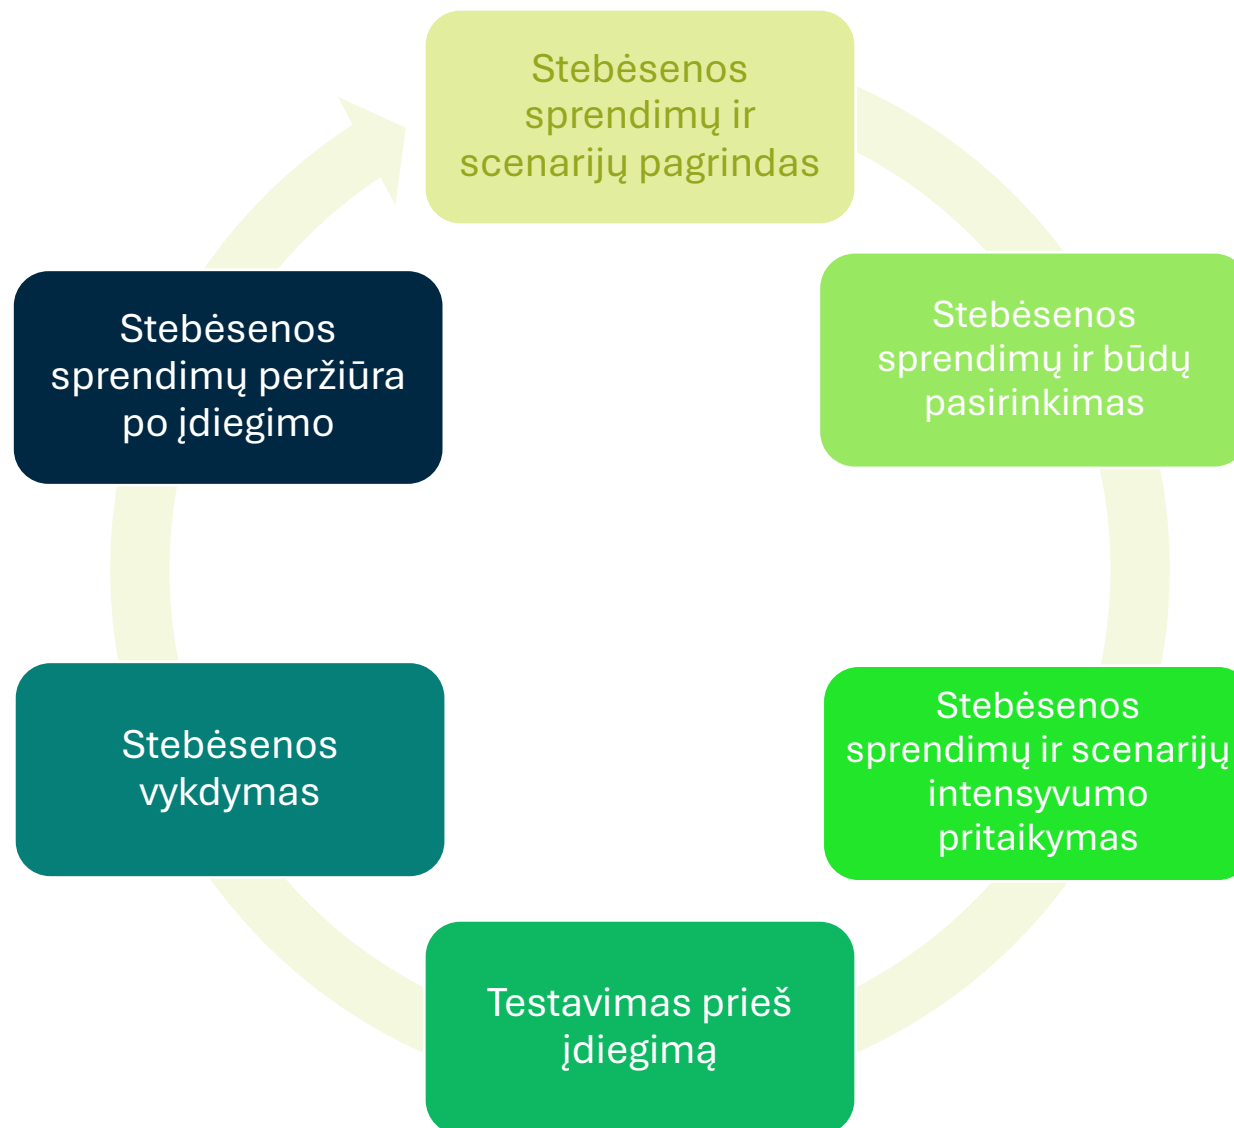 Stebėsenos
sprendimų ir
scenarijų pagrindas
Stebėsenos
sprendimų ir būdų
pasirinkimas
Stebėsenos
sprendimų ir scenarijų
intensyvumo
pritaikymas
Testavimas prieš
įdiegimą
Stebėsenos
vykdymas
Stebėsenos
sprendimų peržiūra
po įdiegimo